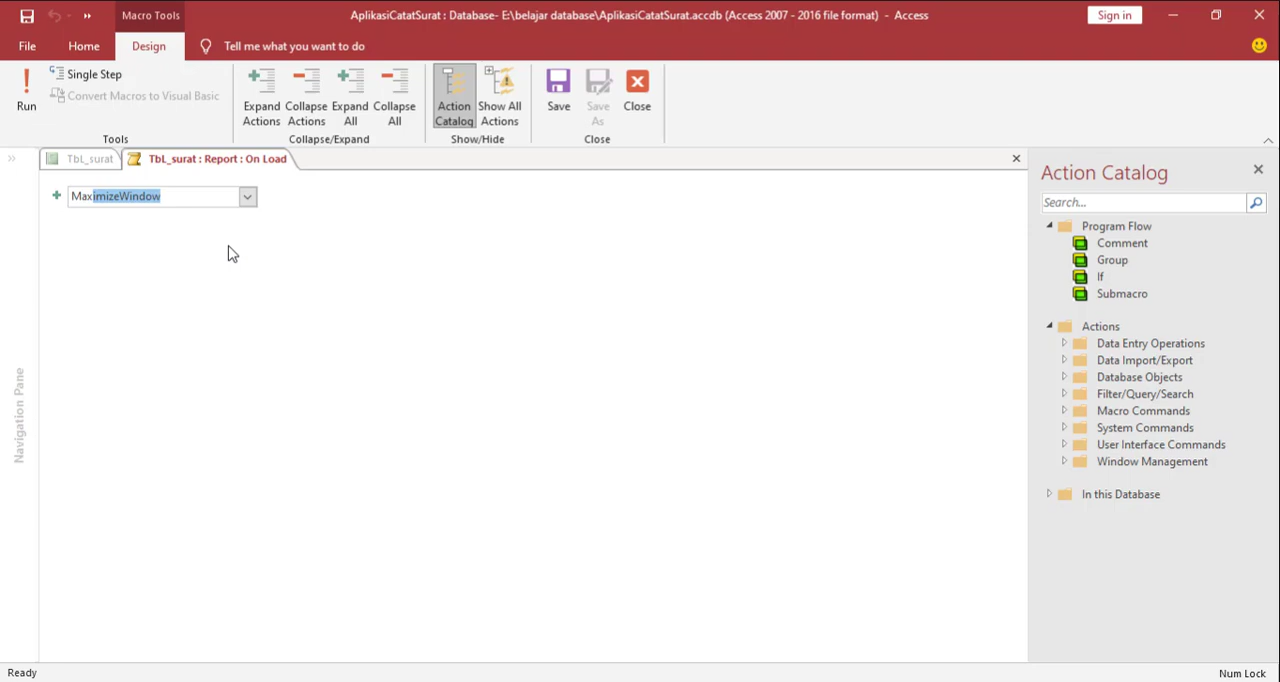 Macro Tools
AplikasiCatatSurat : Database- E:\belajar database\AplikasiCatatSurat.accdb (Access 2007 - 2016 file format) - Access
Sign in
File
Home
Design
Tell me what you want to do
Run
Single Step
Convert Macros to Visual Basic
Tools
Expand Actions
Collapse Actions
Expand All
Collapse All
Collapse/Expand
Action Catalog
Show All Actions
Show/Hide
Save
Save As
Close
Close
TbL_surat
TbL_surat : Report : On Load
MaximizeWindow
Navigation Pane
Action Catalog
Search...
Program Flow
Comment
Group
If
Submacro
Actions
Data Entry Operations
Data Import/Export
Database Objects
Filter/Query/Search
Macro Commands
System Commands
User Interface Commands
Window Management
In this Database
Ready
Num Lock